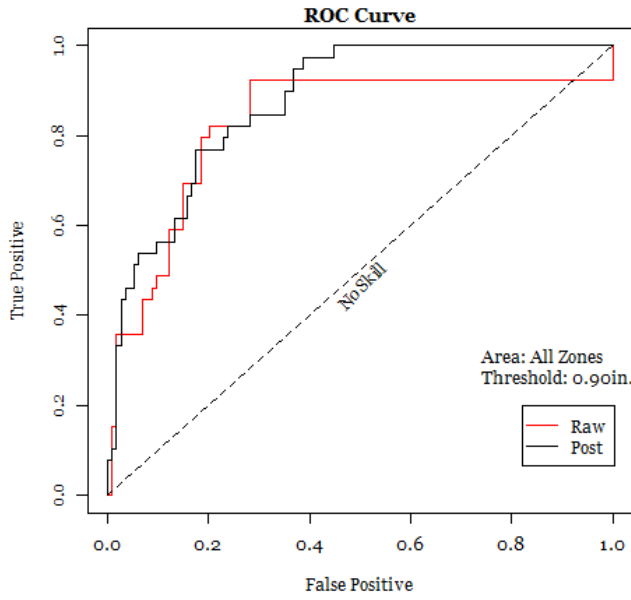 ROC Curve
True Positive
1.0
0.8
0.6
0.4
0.2
0.0
No Skill
Area: All Zones
Threshold: 0.90in.
Raw
Post
0.0 0.2 0.4 0.6 0.8 1.0
False Positive